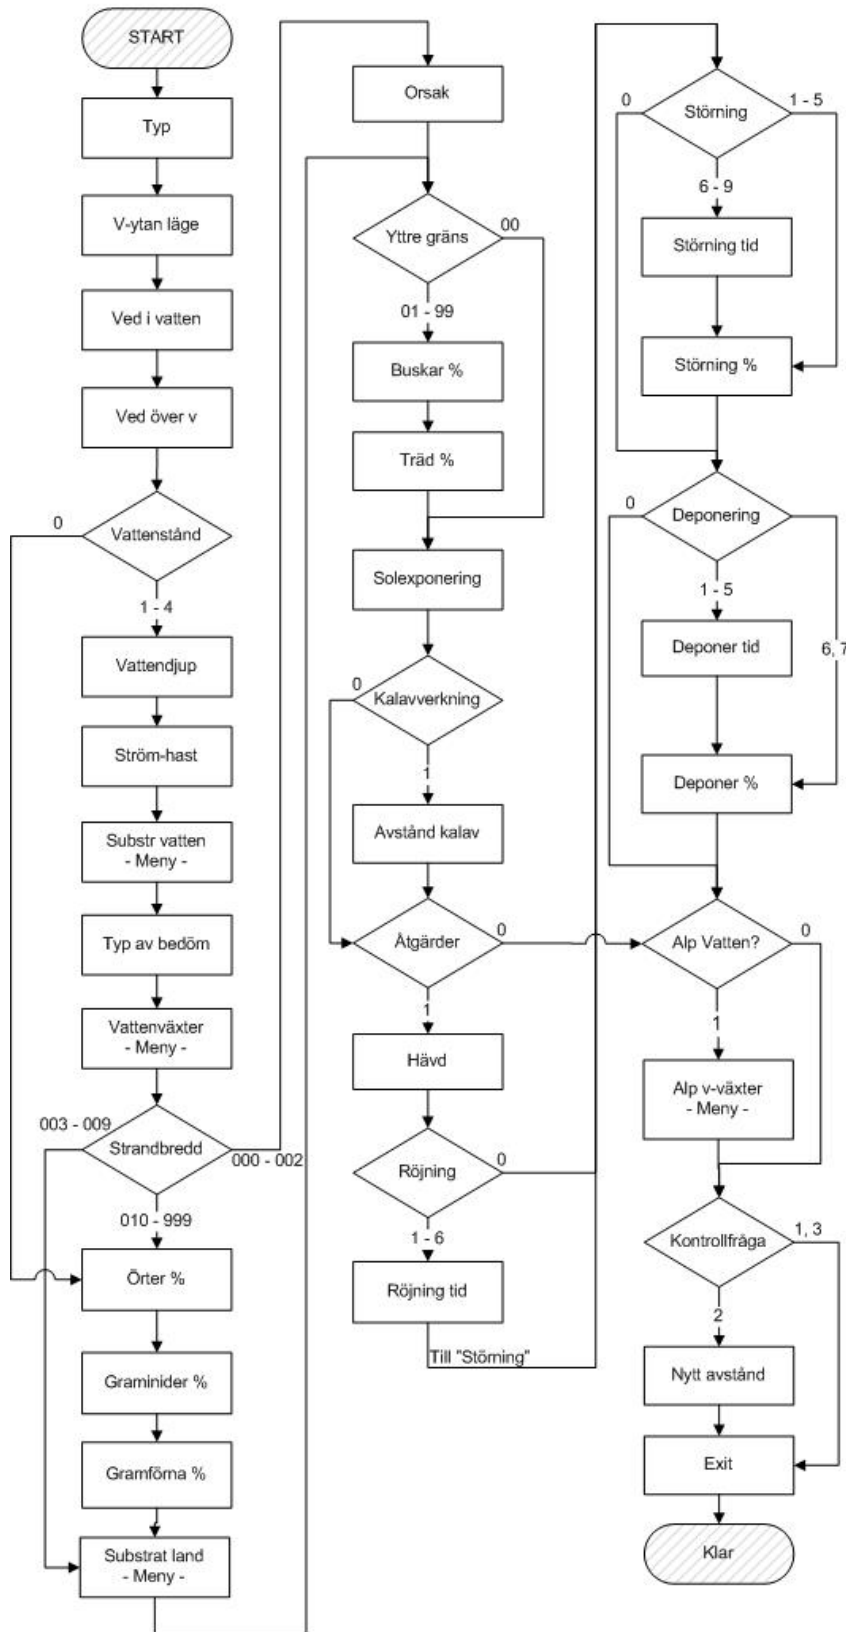 START
Typ
V-ytan läge
Ved i vatten
Ved över v
0
Vattenstånd
1 - 4
Vattendjup
Ström-hast
Substr vatten
- Meny -
Typ av bedöm
Vattenväxter
- Meny -
003 - 009
Strandbredd
000 - 002
010 - 999
Örter %
Graminider %
Gramförna %
Substrat land
- Meny -
Orsak
Yttre gräns
00
01 - 99
Buskar %
Träd %
Solexponering
0
Kalavverkning
1
Avstånd kalav
Åtgärder
0
1
Hävd
Röjning
0
1 - 6
Röjning tid
Till "Störning"
0
Störning
1 - 5
6 - 9
Störning tid
Störning %
0
Deponering
1 - 5
6, 7
Deponer tid
Deponer %
Alp Vatten?
0
1
Alp v-växter
- Meny -
Kontrollfråga
1, 3
2
Nytt avstånd
Exit
Klar